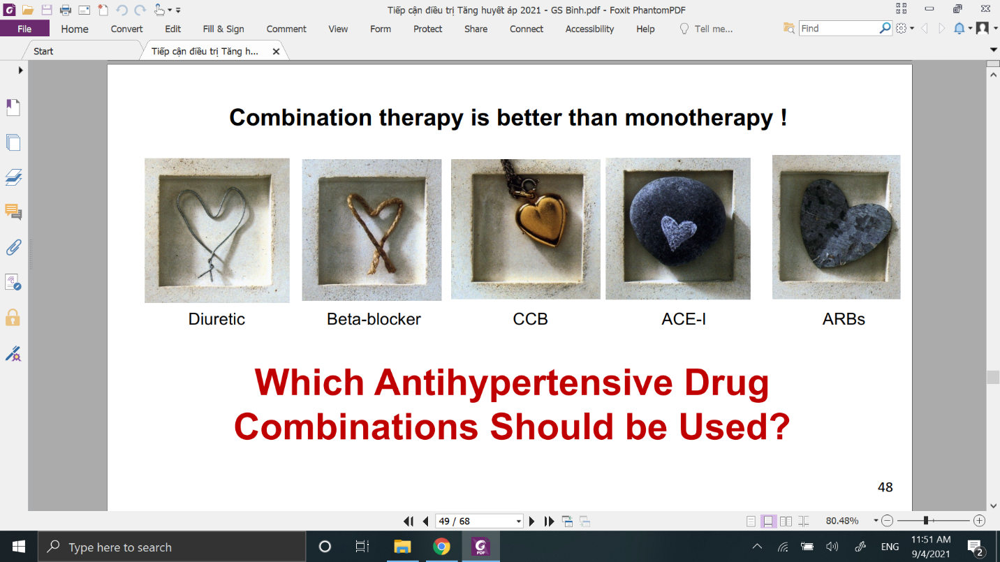 Tiếp cận điều trị Tăng huyết áp 2021 - GS Binh.pdf - Foxit PhantomPDF
File Home Convert Edit Fill & Sign Comment View Form Protect Share Connect Accessibility Help Tell me... Find
Start Tiếp cận điều trị Tăng h...
Combination therapy is better than monotherapy !
Diuretic Beta-blocker CCB ACE-I ARBs
Which Antihypertensive Drug
Combinations Should be Used?
48
49 / 68 80.48%
Type here to search ENG 11:51 AM
9/4/2021 2